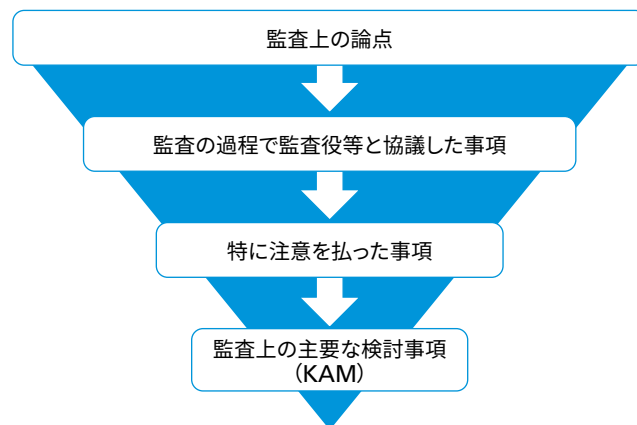 監査上の論点
監査の過程で監査役等と協議した事項
特に注意を払った事項
監査上の主要な検討事項
（KAM）